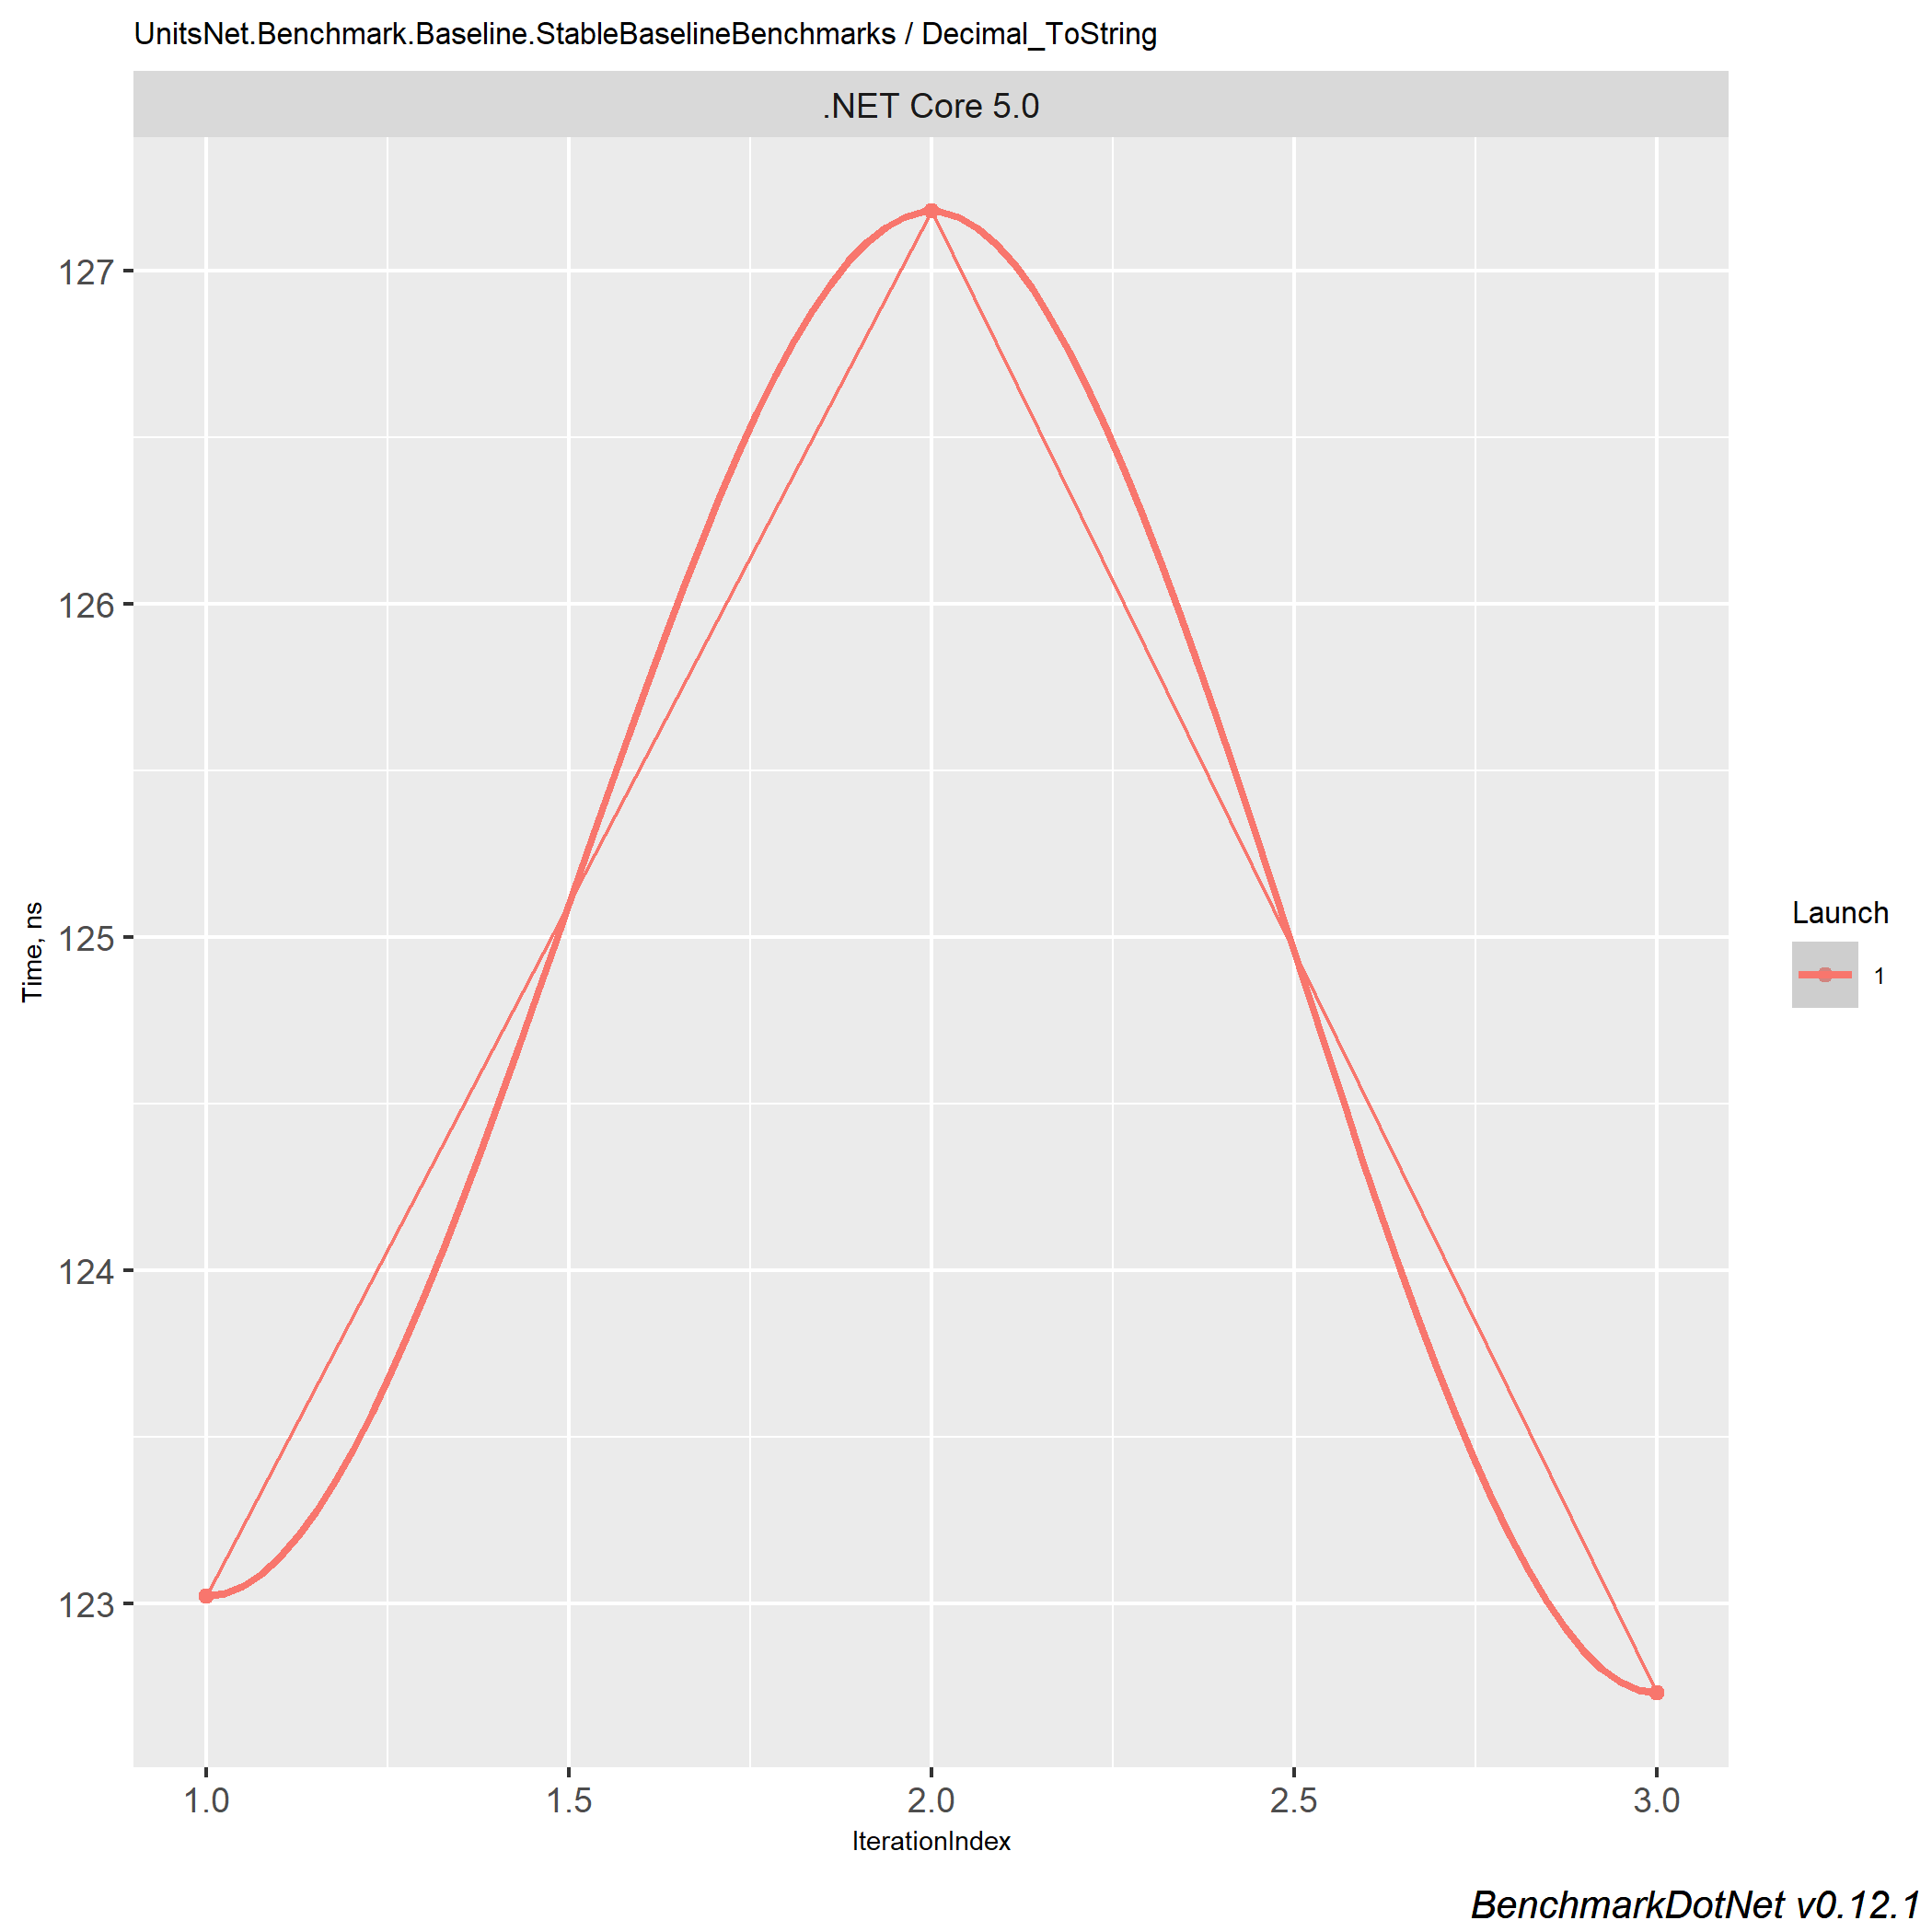 UnitsNet.Benchmark.Baseline.StableBaselineBenchmarks / Decimal_ToString
.NET Core 5.0
127
126
125
124
123
Time, ns
1.0 1.5 2.0 2.5 3.0
IterationIndex
Launch
1
BenchmarkDotNet v0.12.1